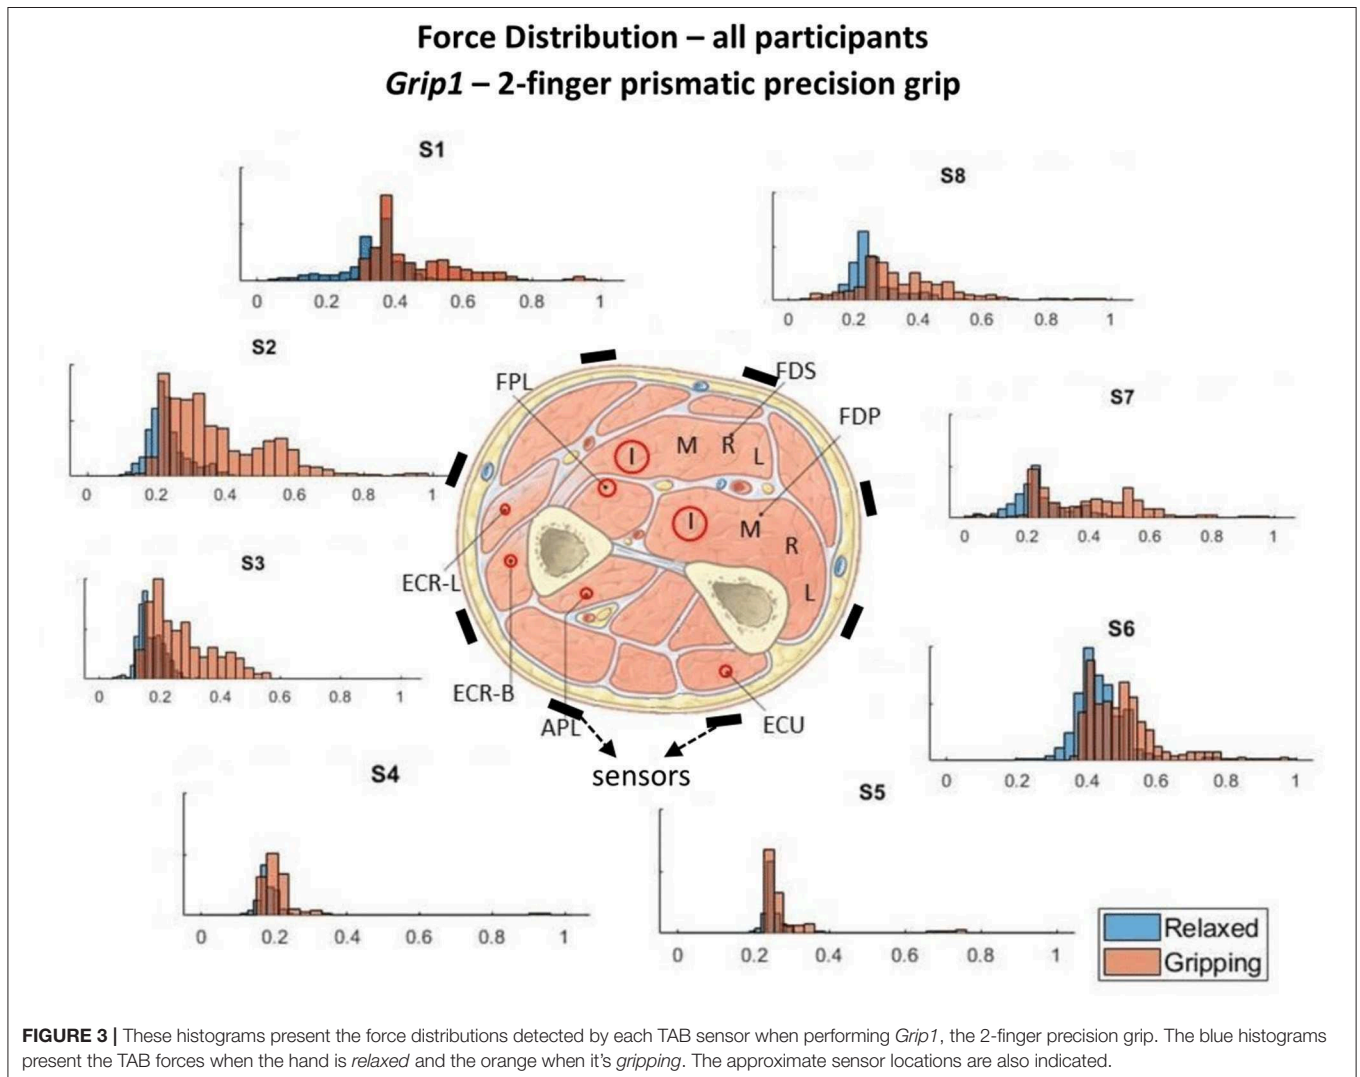 Force Distribution – all participants
Grip1 – 2-finger prismatic precision grip
S1
0 0.2 0.4 0.6 0.8 1
S8
0 0.2 0.4 0.6 0.8 1
S2
0 0.2 0.4 0.6 0.8 1
S7
0 0.2 0.4 0.6 0.8 1
S3
0 0.2 0.4 0.6 0.8 1
S6
0 0.2 0.4 0.6 0.8 1
S4
0 0.2 0.4 0.6 0.8 1
S5
0 0.2 0.4 0.6 0.8 1
FPL
FDS
FDP
I M R L
I M R L
ECR-L
ECR-B
APL
ECU
sensors
Relaxed
Gripping
FIGURE 3 | These histograms present the force distributions detected by each TAB sensor when performing Grip1, the 2-finger precision grip. The blue histograms
present the TAB forces when the hand is relaxed and the orange when it's gripping. The approximate sensor locations are also indicated.